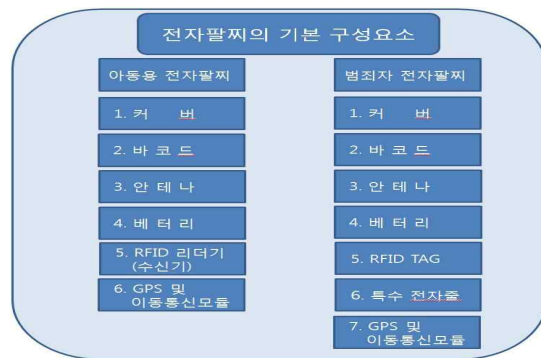 전자팔찌의 기본 구성요소
아동용 전자팔찌
1. 커 버
2. 바 코 드
3. 안 테 나
4. 베 터 리
5. RFID 리더기
(수신기)
6. GPS 및
이동통신모듈
범죄자 전자팔찌
1. 커 버
2. 바 코 드
3. 안 테 나
4. 베 터 리
5. RFID TAG
6. 특수 전자줄
7. GPS 및
이동통신모듈